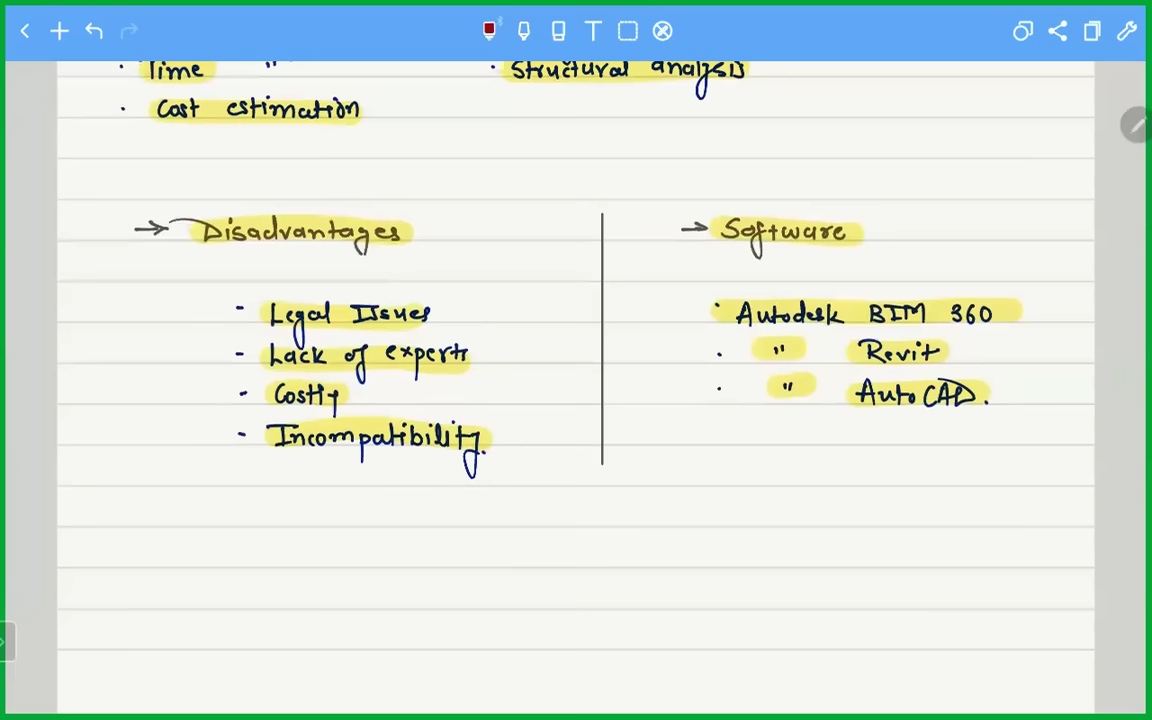 · Time "
· Structural analysis
· Cost estimation
→ Disadvantages
- Legal Issues
- Lack of experts
- Costly
- Incompatibility.
→ Software
· Autodesk BIM 360
· " Revit
· " AutoCAD.